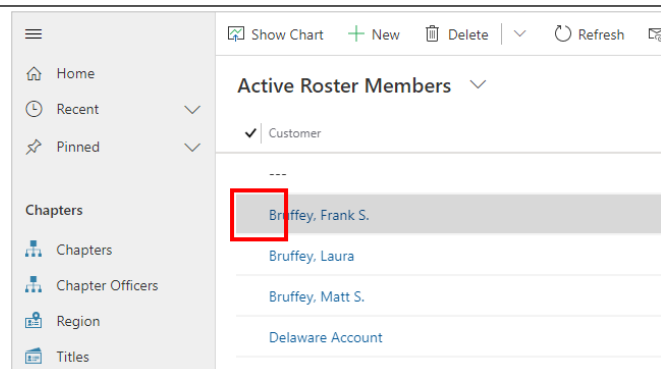 Show Chart
New
Delete
Refresh
Home
Recent
Pinned
Chapters
Chapters
Chapter Officers
Region
Titles
Active Roster Members
Customer
---
Bruffey, Frank S.
Bruffey, Laura
Bruffey, Matt S.
Delaware Account